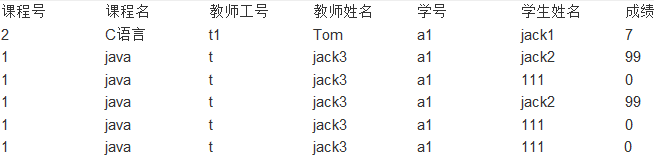 课程号 课程名 教师工号 教师姓名 学号 学生姓名 成绩
2 C语言 t1 Tom a1 jack1 7
1 java t jack3 a1 jack2 99
1 java t jack3 a1 111 0
1 java t jack3 a1 jack2 99
1 java t jack3 a1 111 0
1 java t jack3 a1 111 0